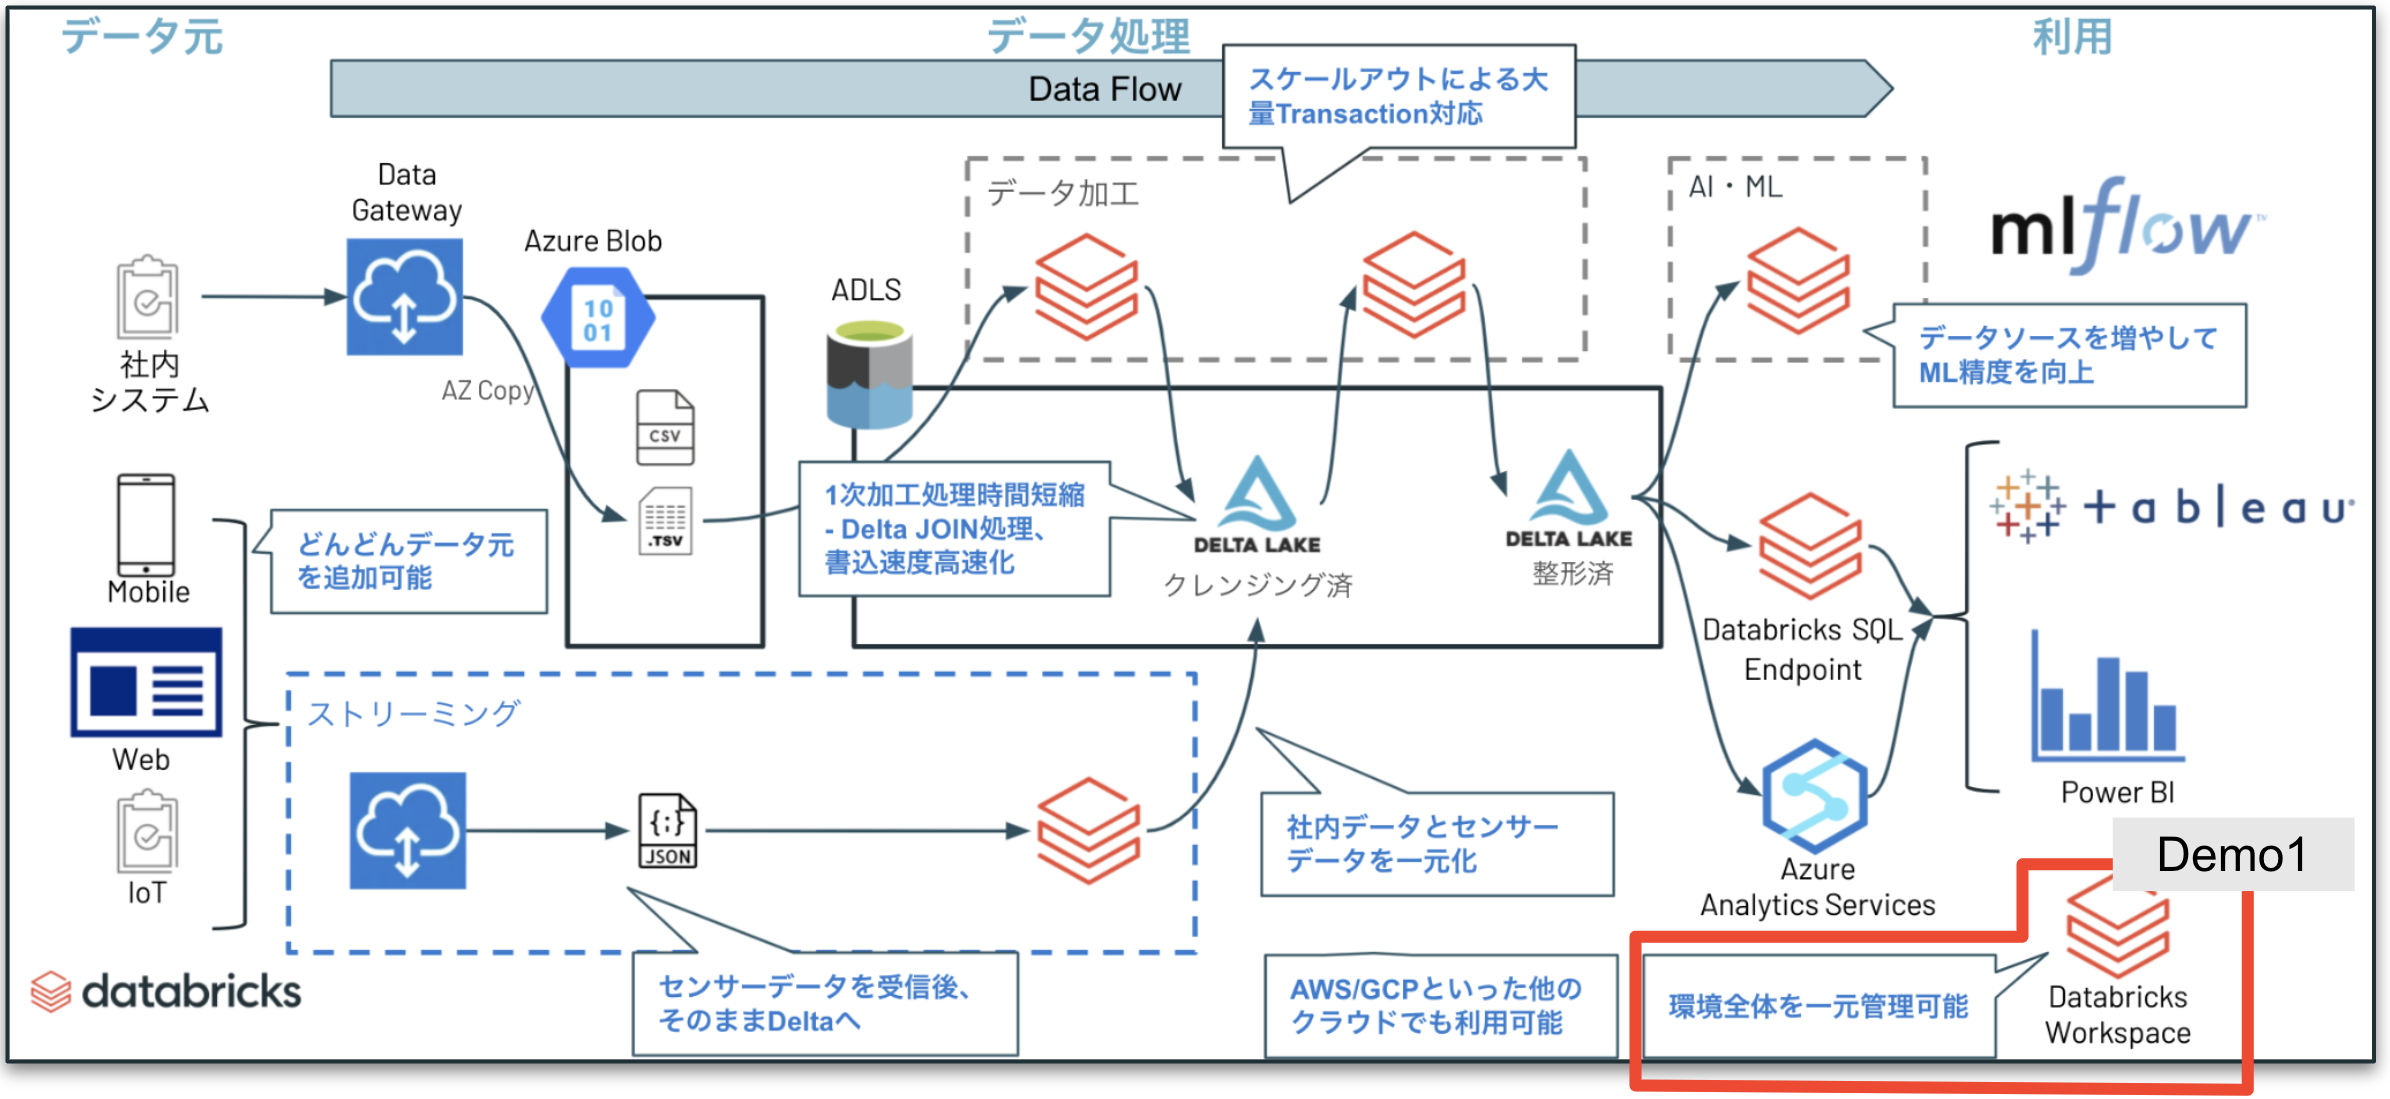 データ元
データ処理
利用
Data Flow
スケールアウトによる大
量Transaction対応
Data
Gateway
Azure Blob
10
01
ADLS
データ加工
AI・ML
mlflow
TM
社内
システム
AZ Copy
CSV
.TSV
データソースを増やして
ML精度を向上
Mobile
どんどんデータ元
を追加可能
1次加工処理時間短縮
- Delta JOIN処理、
書込速度高速化
DELTA LAKE
クレンジング済
DELTA LAKE
整形済
+ableau
Databricks SQL
Endpoint
Web
ストリーミング
Power BI
{;}
JSON
IoT
社内データとセンサー
データを一元化
Azure
Analytics Services
Demo1
databricks
センサーデータを受信後、
そのままDeltaへ
AWS/GCPといった他の
クラウドでも利用可能
環境全体を一元管理可能
Databricks
Workspace